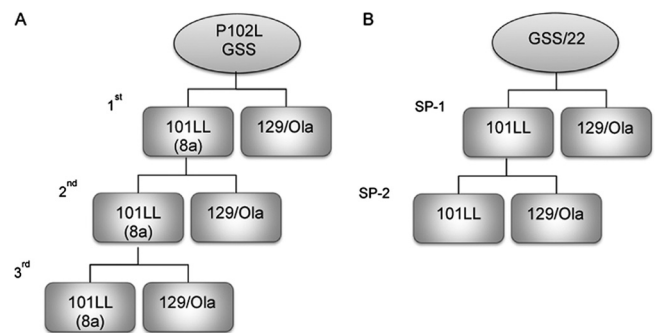 A
P102L
GSS
1st
101LL
(8a)
129/Ola
2nd
101LL
(8a)
129/Ola
3rd
101LL
(8a)
129/Ola
B
GSS/22
SP-1
101LL
129/Ola
SP-2
101LL
129/Ola